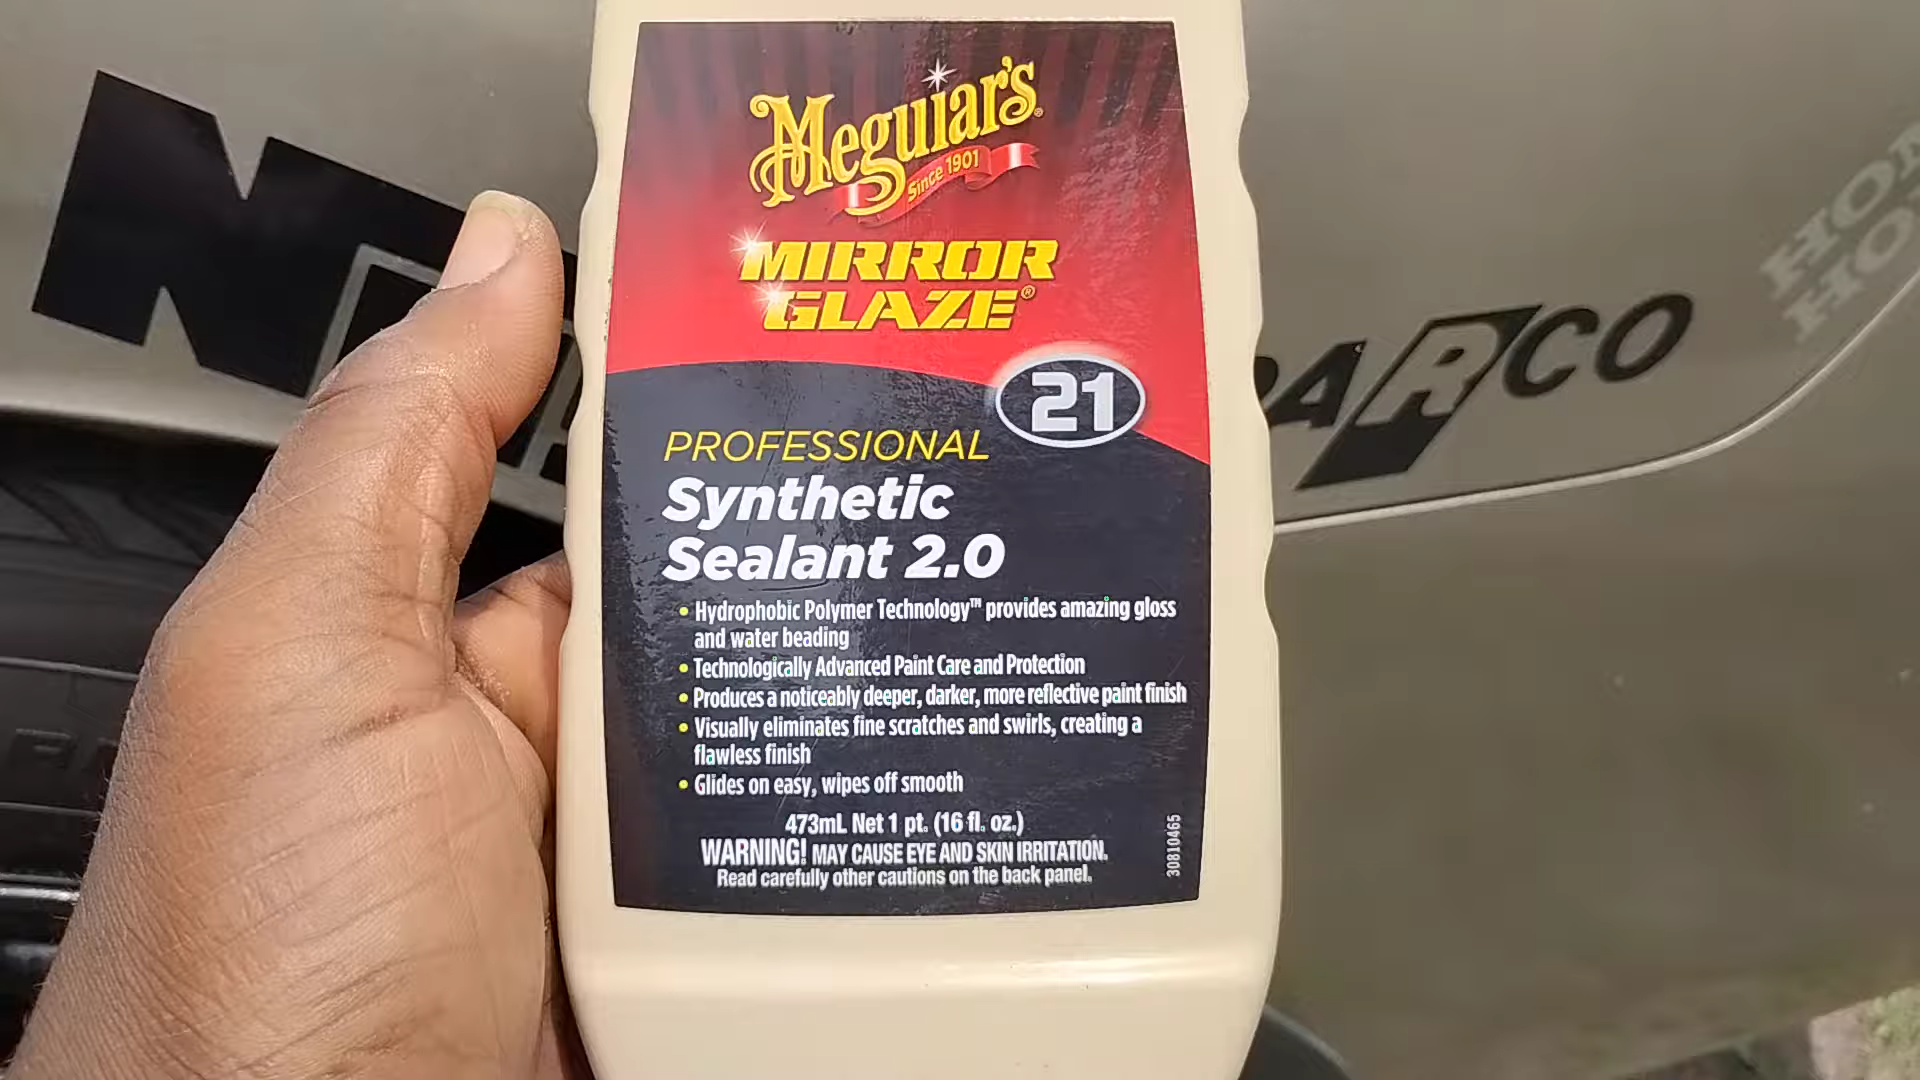 Meguiar's
Since 1901
MIRROR
GLAZE®
21
PROFESSIONAL
Synthetic
Sealant 2.0
• Hydrophobic Polymer Technology™ provides amazing gloss
and water beading
• Technologically Advanced Paint Care and Protection
• Produces a noticeably deeper, darker, more reflective paint finish
• Visually eliminates fine scratches and swirls, creating a
flawless finish
• Glides on easy, wipes off smooth
473mL Net 1 pt. (16 fl. oz.)
WARNING! MAY CAUSE EYE AND SKIN IRRITATION.
Read carefully other cautions on the back panel.
30810465
ARCO